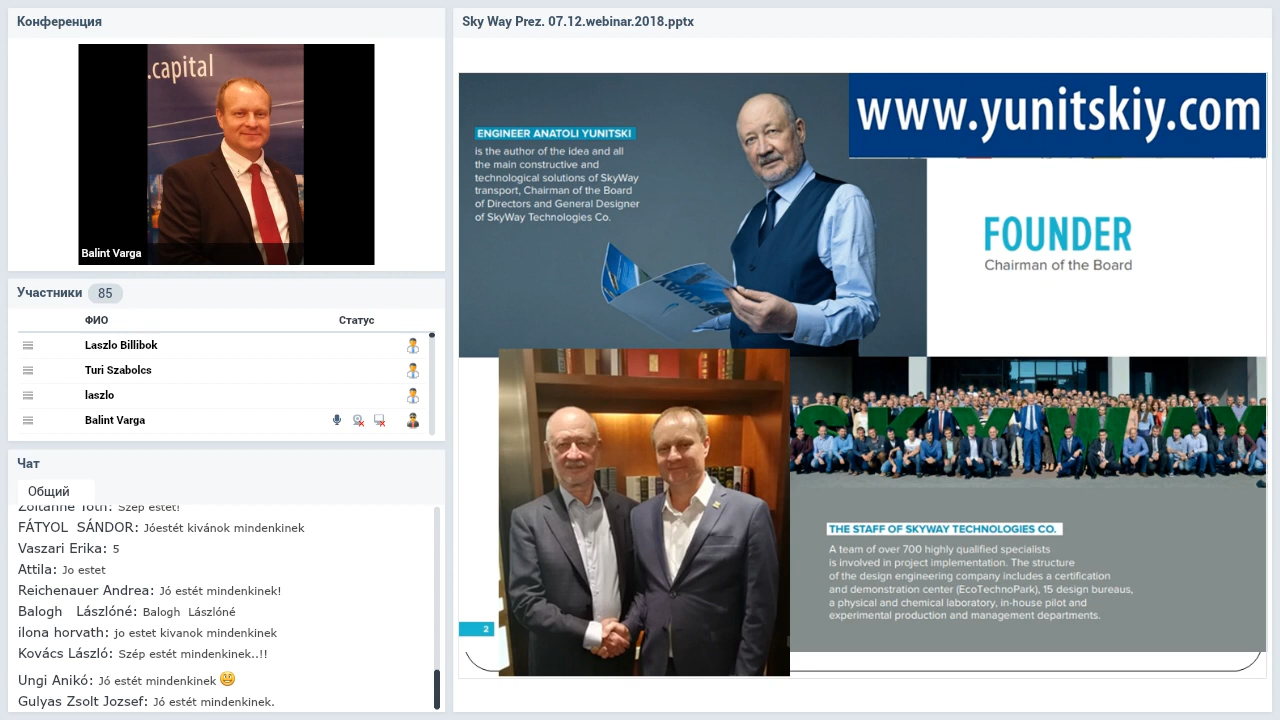 Конференция
.capital
Balint Varga
Участники 85
ФИО Статус
Laszlo Billibok
Turi Szabolcs
laszlo
Balint Varga
Чат
Общий
Zoltánné Tóth: Szép estét!
FÁTYOL SÁNDOR: Jóestét kivánok mindenkinek
Vaszari Erika: 5
Attila: Jo estet
Reichenauer Andrea: Jó estét mindenkinek!
Balogh Lászlóné: Balogh Lászlóné
ilona horvath: jo estet kivanok mindenkinek
Kovács László: Szép estét mindenkinek..!!
Ungi Anikó: Jó estét mindenkinek
Gulyas Zsolt Jozsef: Jó estét mindenkinek.
Sky Way Prez. 07.12.webinar.2018.pptx
ENGINEER ANATOLI YUNITSKI
is the author of the idea and all
the main constructive and
technological solutions of SkyWay
transport, Chairman of the Board
of Directors and General Designer
of SkyWay Technologies Co.
www.yunitskiy.com
FOUNDER
Chairman of the Board
SKYWAY
SKYWAY
THE STAFF OF SKYWAY TECHNOLOGIES CO.
A team of over 700 highly qualified specialists
is involved in project implementation. The structure
of the design engineering company includes a certification
and demonstration center (EcoTechnoPark), 15 design bureaus,
a physical and chemical laboratory, in-house pilot and
experimental production and management departments.
2